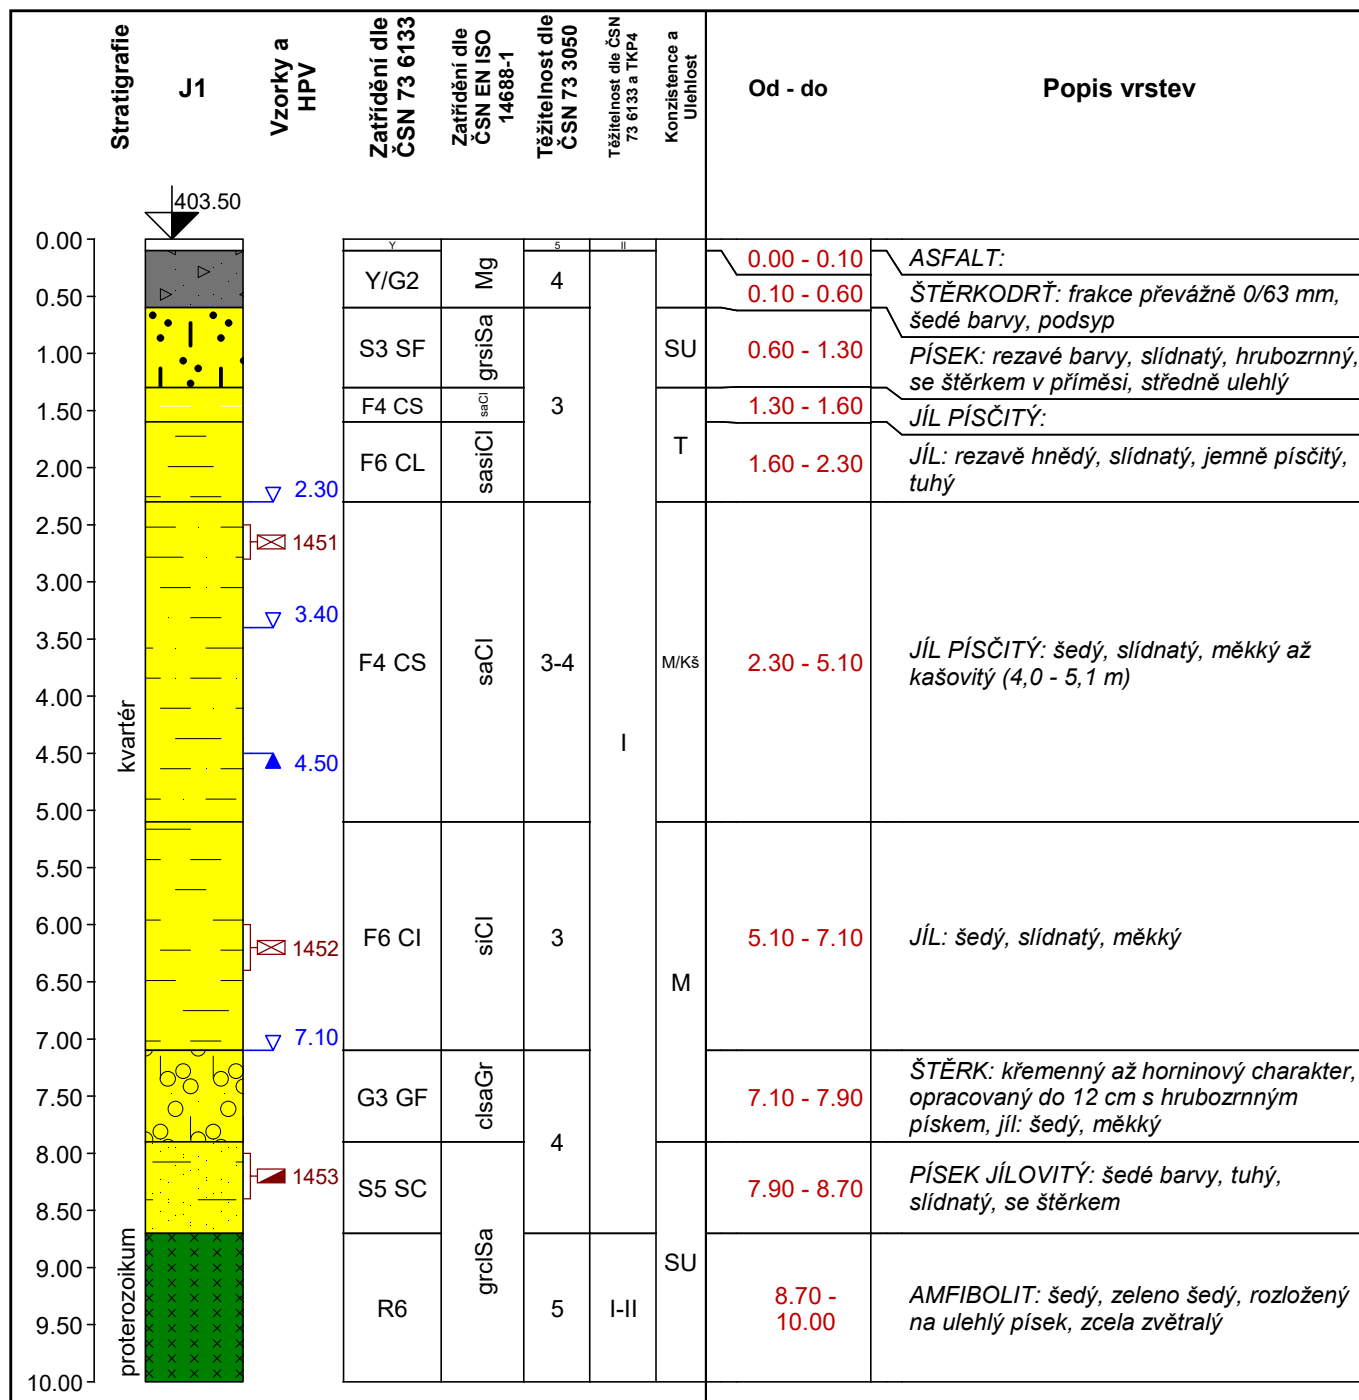 Stratigrafie
J1
Vzorky a
HPV
Zatřídění dle
ČSN 73 6133
Zatřídění dle
ČSN EN ISO
14688-1
Těžitelnost dle
ČSN 73 3050
Těžitelnost dle ČSN
73 6133 a TKP4
Konzistence a
Ulehlost
Od - do
Popis vrstev
403.50
0.00
0.50
1.00
1.50
2.00
2.50
3.00
3.50
4.00
4.50
5.00
5.50
6.00
6.50
7.00
7.50
8.00
8.50
9.00
9.50
10.00
kvartér
proterozoikum
2.30
1451
3.40
4.50
1452
7.10
1453
Y
Y/G2
S3 SF
F4 CS
F6 CL
F4 CS
F6 CI
G3 GF
S5 SC
R6
Mg
grsiSa
saCl
sasiCl
saCl
siCl
clsaGr
grclSa
5
4
3
3-4
3
4
5
II
I
I-II
SU
T
M/Kš
M
SU
0.00 - 0.10
ASFALT:
0.10 - 0.60
ŠTĚRKODRŤ: frakce převážně 0/63 mm,
šedé barvy, podsyp
0.60 - 1.30
PÍSEK: rezavé barvy, slídnatý, hrubozrnný,
se štěrkem v příměsi, středně ulehlý
1.30 - 1.60
JÍL PÍSČITÝ:
1.60 - 2.30
JÍL: rezavě hnědý, slídnatý, jemně písčitý,
tuhý
2.30 - 5.10
JÍL PÍSČITÝ: šedý, slídnatý, měkký až
kašovitý (4,0 - 5,1 m)
5.10 - 7.10
JÍL: šedý, slídnatý, měkký
7.10 - 7.90
ŠTĚRK: křemenný až horninový charakter,
opracovaný do 12 cm s hrubozrnným
pískem, jíl: šedý, měkký
7.90 - 8.70
PÍSEK JÍLOVITÝ: šedé barvy, tuhý,
slídnatý, se štěrkem
8.70 -
10.00
AMFIBOLIT: šedý, zeleno šedý, rozložený
na ulehlý písek, zcela zvětralý